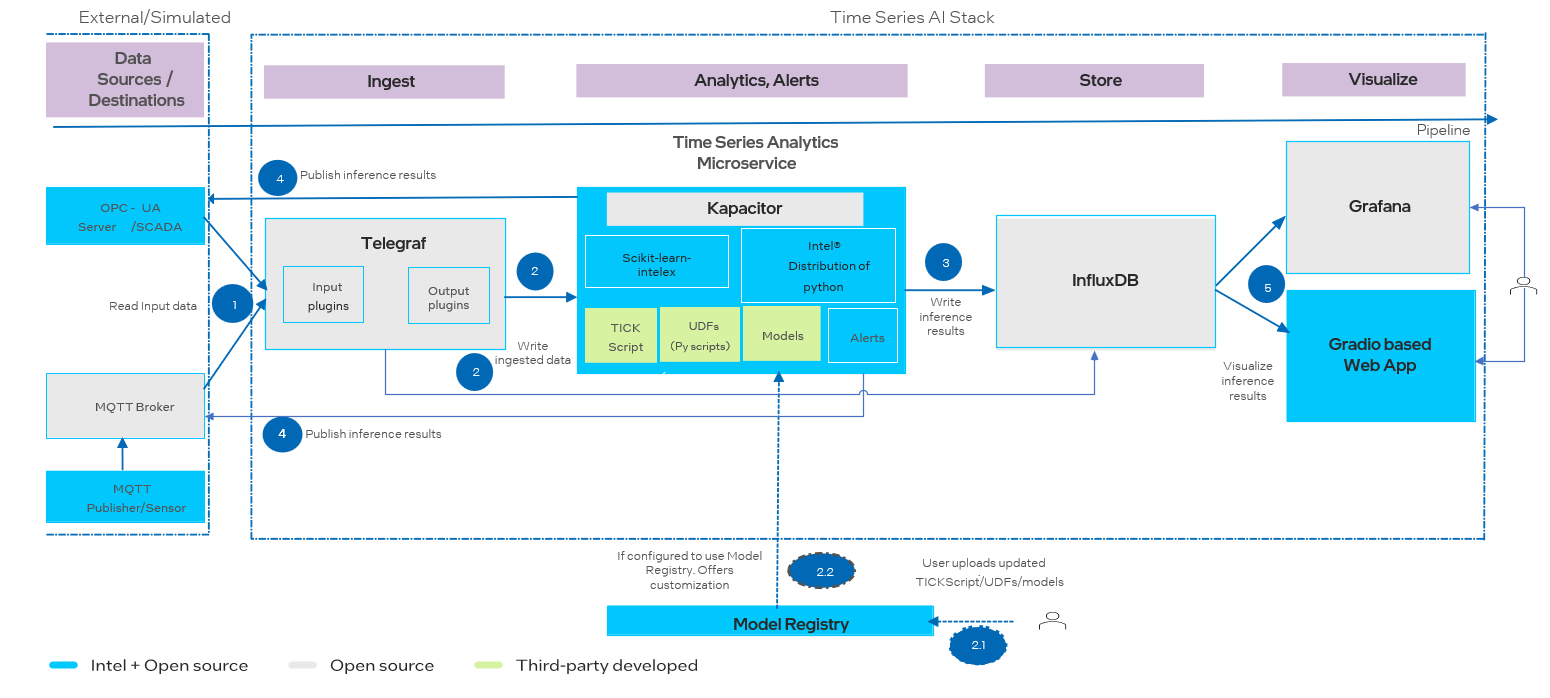 External/Simulated
Time Series AI Stack
Data
Sources /
Destinations
Ingest
Analytics, Alerts
Store
Visualize
Pipeline
Time Series Analytics
Microservice
4
Publish inference results
OPC - UA
Server /SCADA
Telegraf
Input
plugins
Output
plugins
1
Read Input data
2
Write
ingested data
2
Kapacitor
Scikit-learn-
intelex
Intel®
Distribution of
python
TICK
Script
UDFs
(Py scripts)
Models
Alerts
3
Write
inference
results
InfluxDB
Grafana
5
Visualize
inference
results
Gradio based
Web App
MQTT Broker
4
Publish inference results
MQTT
Publisher/Sensor
If configured to use Model
Registry. Offers
customization
2.2
User uploads updated
TICKScript/UDFs/models
Model Registry
2.1
Intel + Open source
Open source
Third-party developed